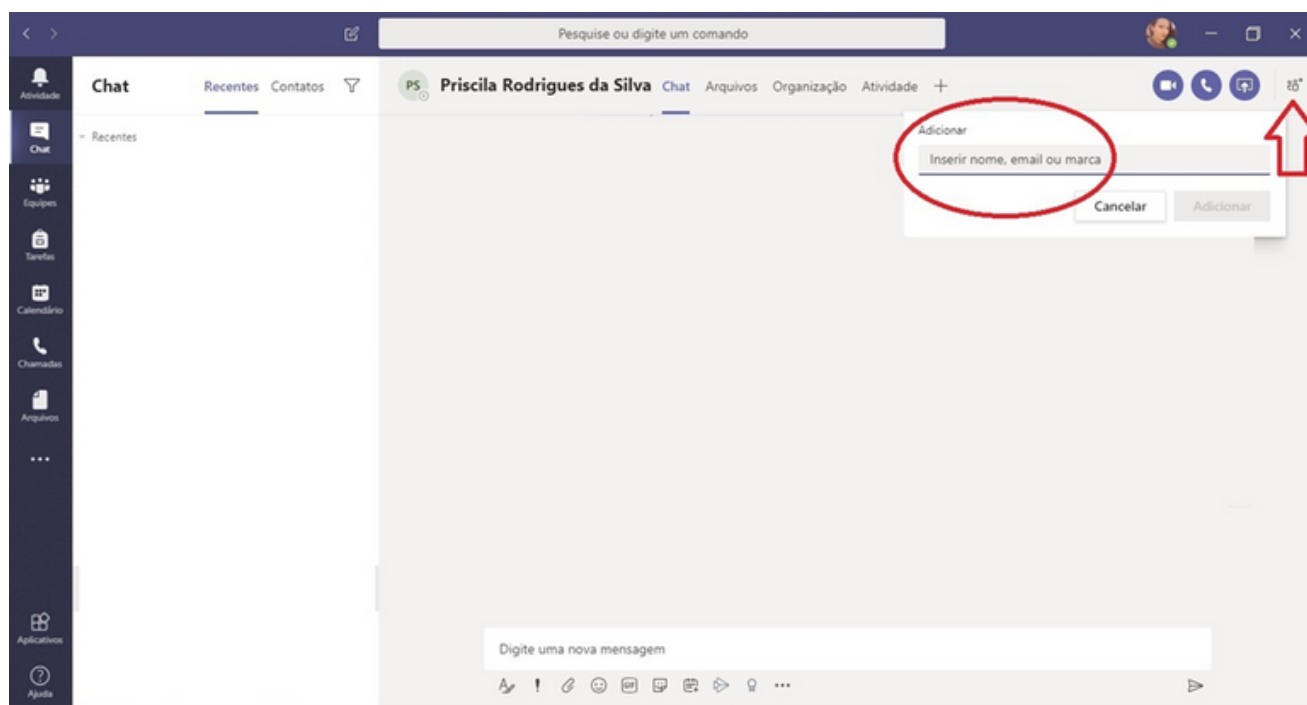 Pesquise ou digite um comando
Atividade
Chat
Equipes
Tarefas
Calendário
Chamadas
Arquivos
Aplicativos
Ajuda
Chat Recentes Contatos
Recentes
PS Priscila Rodrigues da Silva Chat Arquivos Organização Atividade
Adicionar
Inserir nome, email ou marca
Cancelar Adicionar
Digite uma nova mensagem
GIF